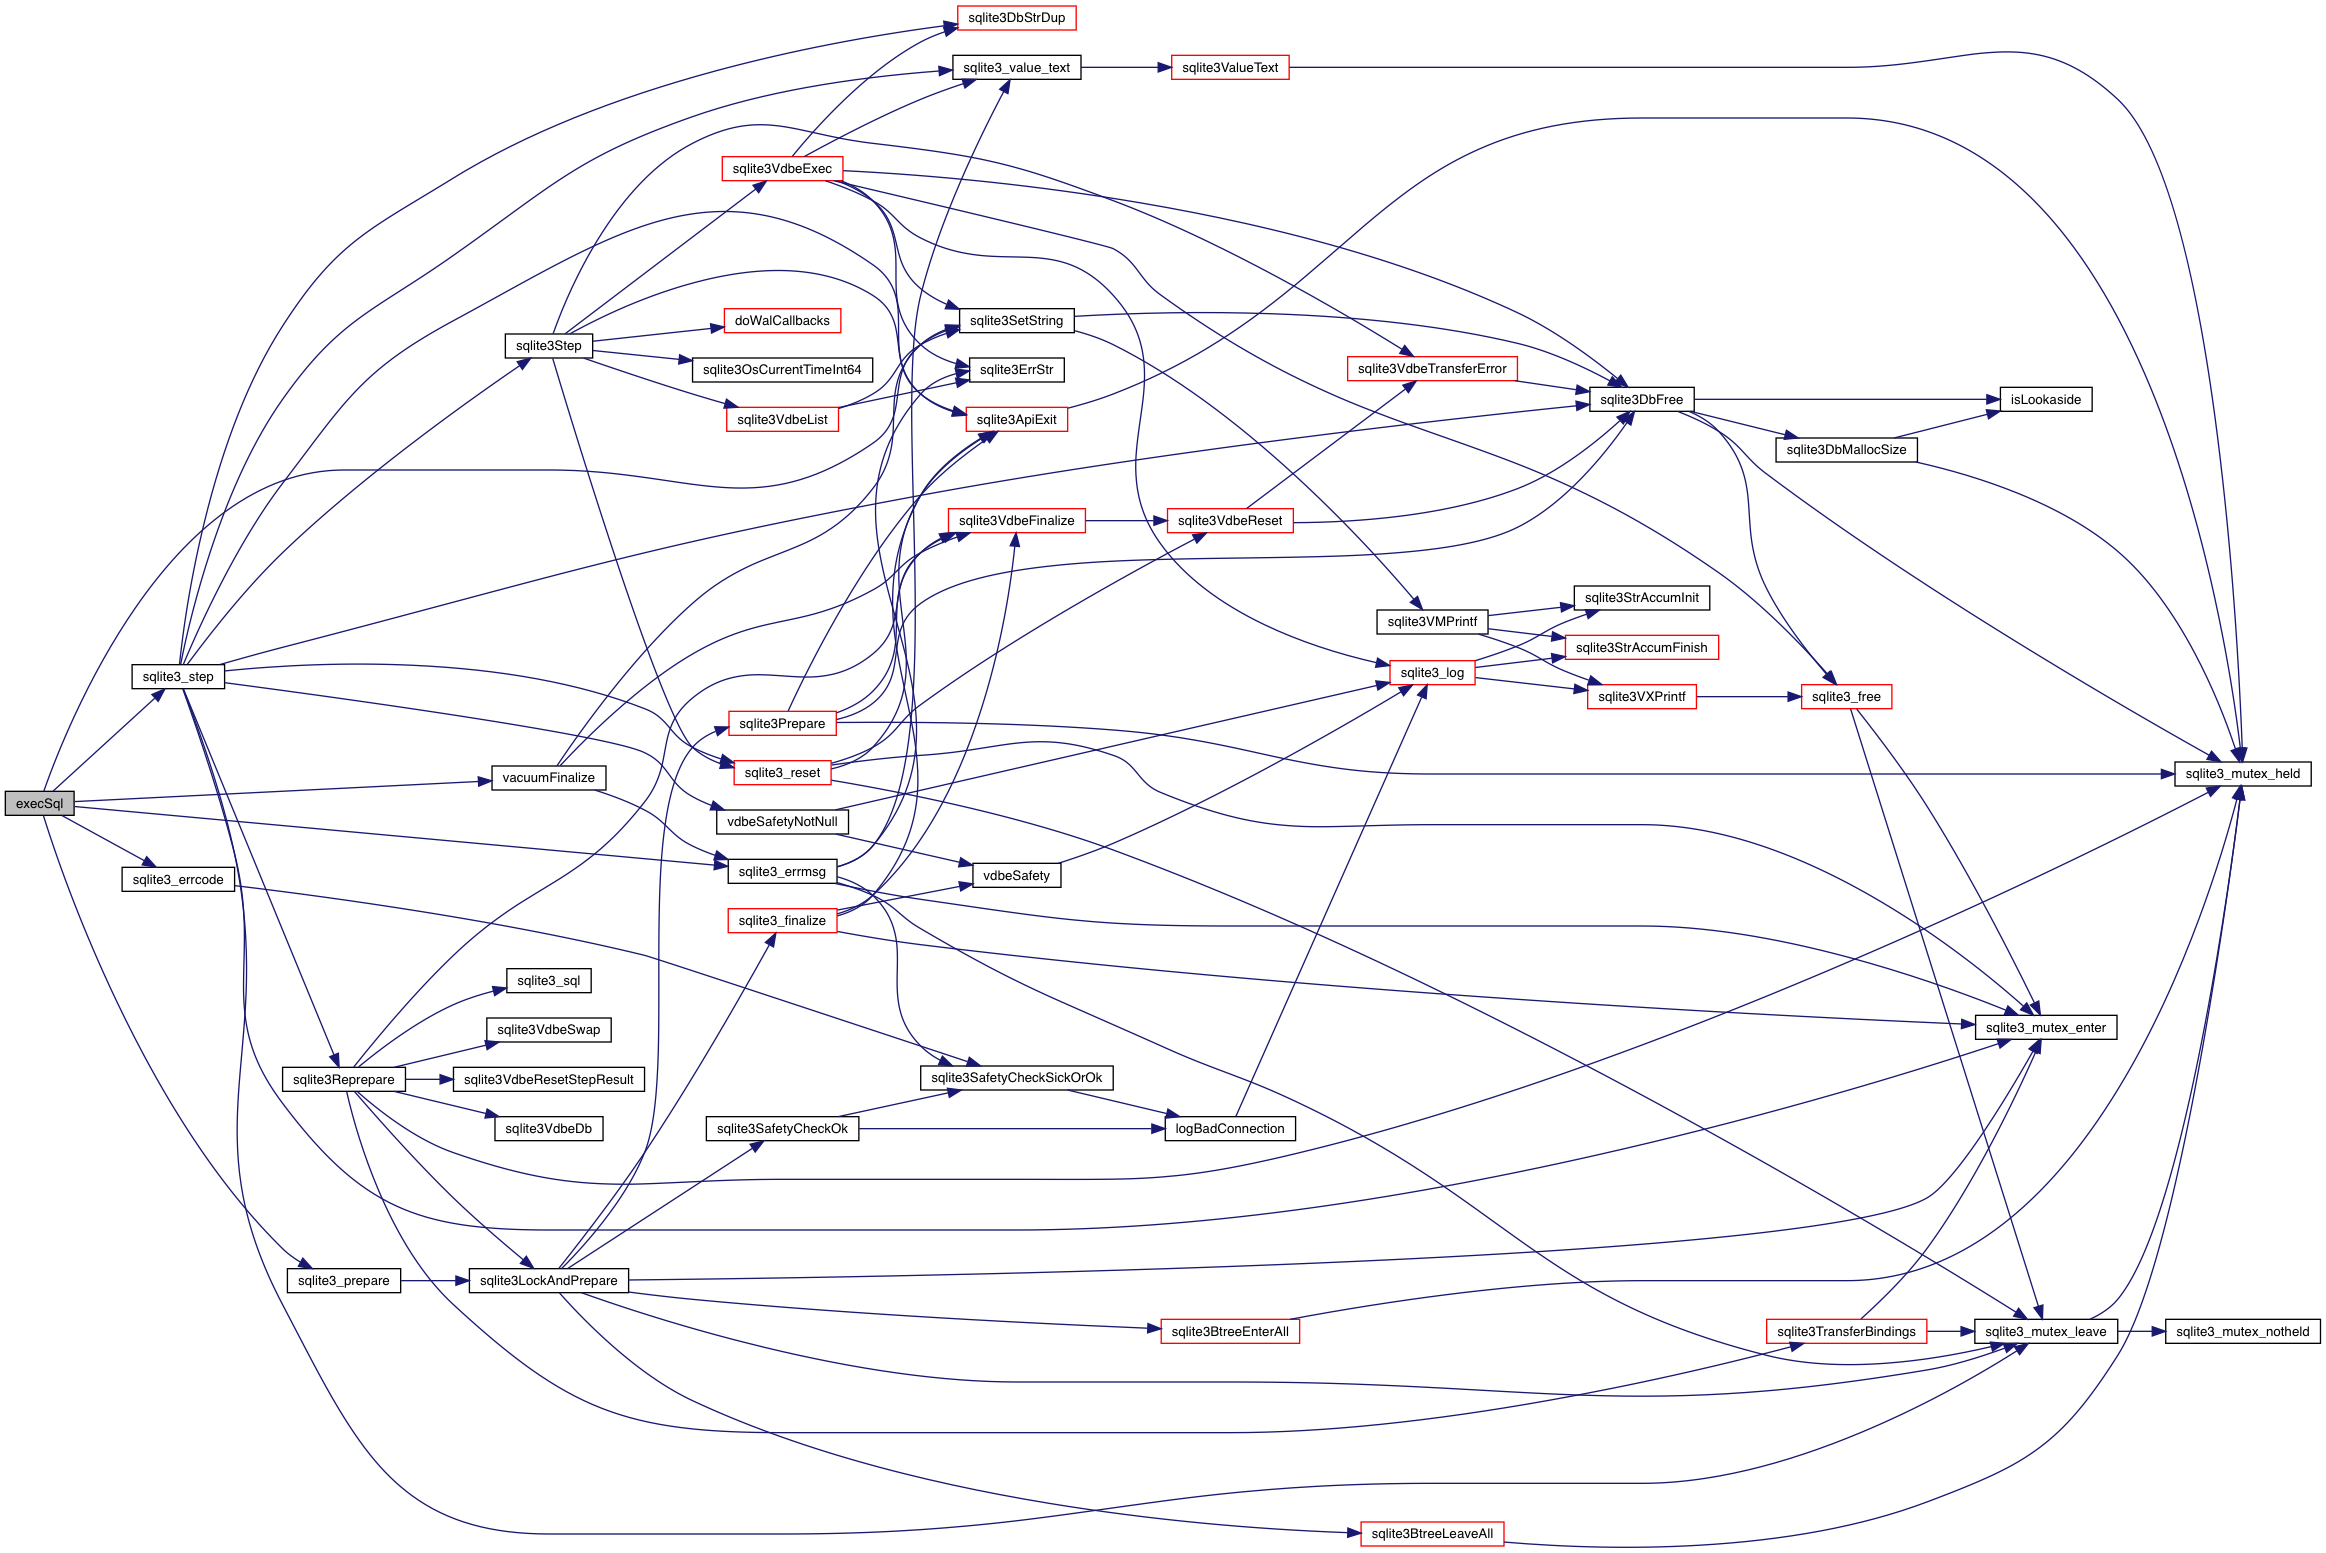 sqlite3DbStrDup
sqlite3_value_text
sqlite3ValueText
sqlite3VdbeExec
doWalCallbacks
sqlite3SetString
sqlite3Step
sqlite3OsCurrentTimeInt64
sqlite3ErrStr
sqlite3VdbeTransferError
sqlite3DbFree
isLookaside
sqlite3VdbeList
sqlite3ApiExit
sqlite3DbMallocSize
sqlite3VdbeFinalize
sqlite3VdbeReset
sqlite3StrAccumInit
sqlite3VMPrintf
sqlite3StrAccumFinish
sqlite3_step
sqlite3_log
sqlite3VXPrintf
sqlite3_free
sqlite3Prepare
vacuumFinalize
sqlite3_reset
sqlite3_mutex_held
execSql
vdbeSafetyNotNull
sqlite3_errmsg
sqlite3_errcode
vdbeSafety
sqlite3_finalize
sqlite3_sql
sqlite3VdbeSwap
sqlite3_mutex_enter
sqlite3Reprepare
sqlite3VdbeResetStepResult
sqlite3SafetyCheckSickOrOk
sqlite3VdbeDb
sqlite3SafetyCheckOk
logBadConnection
sqlite3_prepare
sqlite3LockAndPrepare
sqlite3BtreeEnterAll
sqlite3TransferBindings
sqlite3_mutex_leave
sqlite3_mutex_notheld
sqlite3BtreeLeaveAll